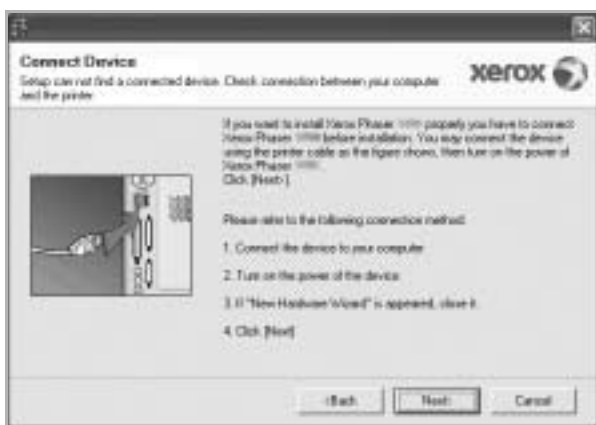 Connect Device
Setup can not find a connected device. Check connection between your computer
and the printer
xerox
If you want to install Xerox Phaser properly you have to connect
Xerox Phaser before installation. You may connect the device
using the printer cable as the figure shows, then turn on the power of
Xerox Phaser
Click [Next>].
Please refer to the following connection method.
1. Connect the device to your computer
2. Turn on the power of the device
3. If "New Hardware Wizard" is appeared, close it.
4. Click [Next]
<Back
Next>
Cancel